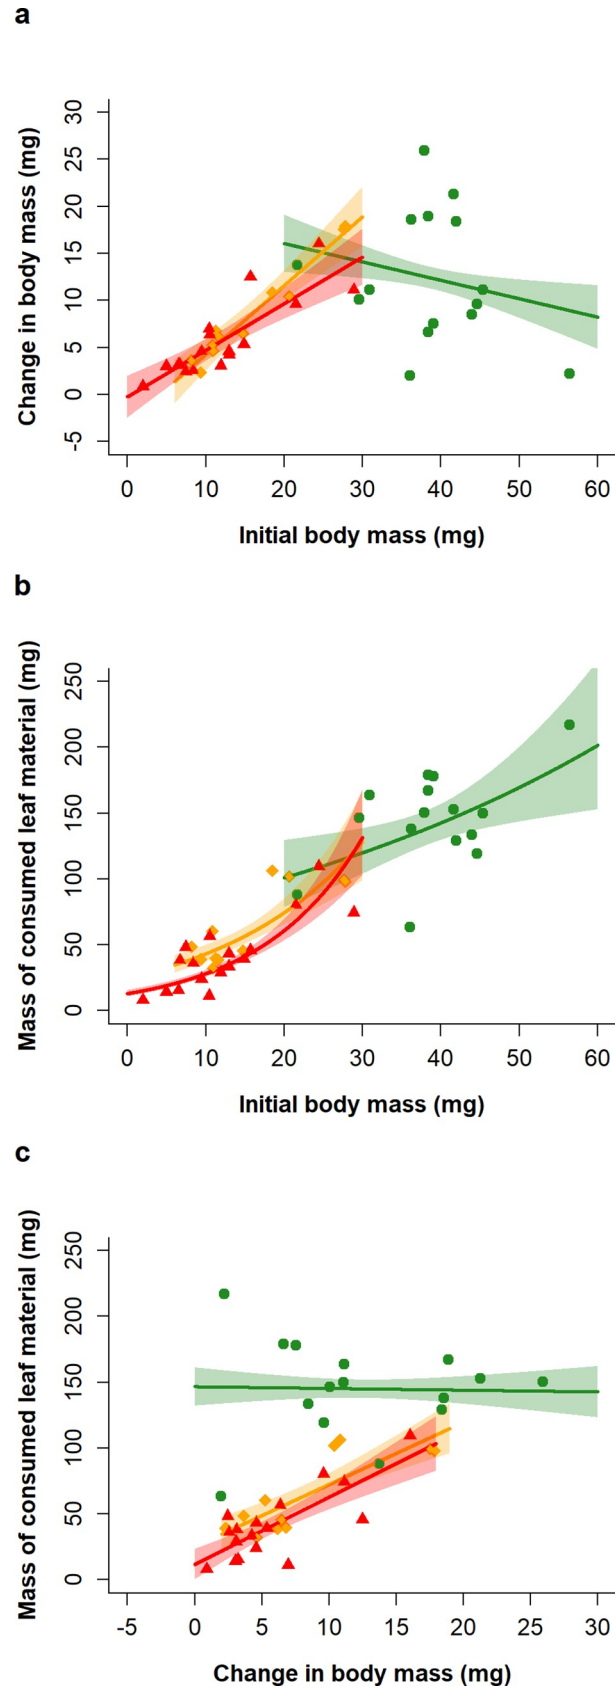 a
Change in body mass (mg)
-5 0 5 10 15 20 25 30
0 10 20 30 40 50 60
Initial body mass (mg)
b
Mass of consumed leaf material (mg)
0 50 100 150 200 250
0 10 20 30 40 50 60
Initial body mass (mg)
c
Mass of consumed leaf material (mg)
0 50 100 150 200 250
-5 0 5 10 15 20 25 30
Change in body mass (mg)